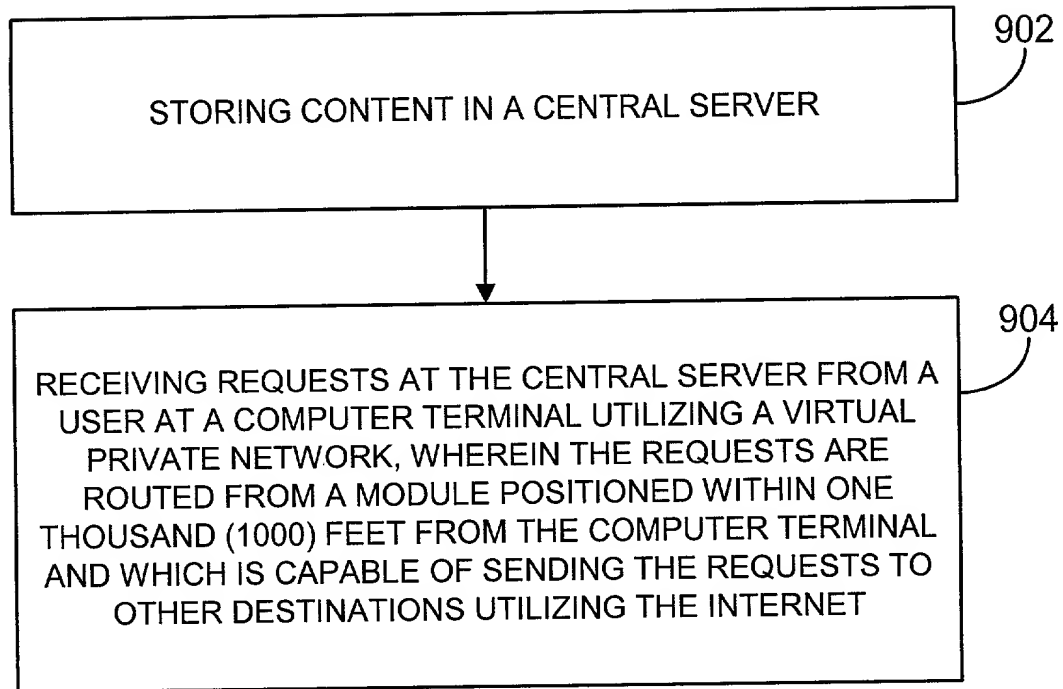 902
STORING CONTENT IN A CENTRAL SERVER
904
RECEIVING REQUESTS AT THE CENTRAL SERVER FROM A
USER AT A COMPUTER TERMINAL UTILIZING A VIRTUAL
PRIVATE NETWORK, WHEREIN THE REQUESTS ARE
ROUTED FROM A MODULE POSITIONED WITHIN ONE
THOUSAND (1000) FEET FROM THE COMPUTER TERMINAL
AND WHICH IS CAPABLE OF SENDING THE REQUESTS TO
OTHER DESTINATIONS UTILIZING THE INTERNET